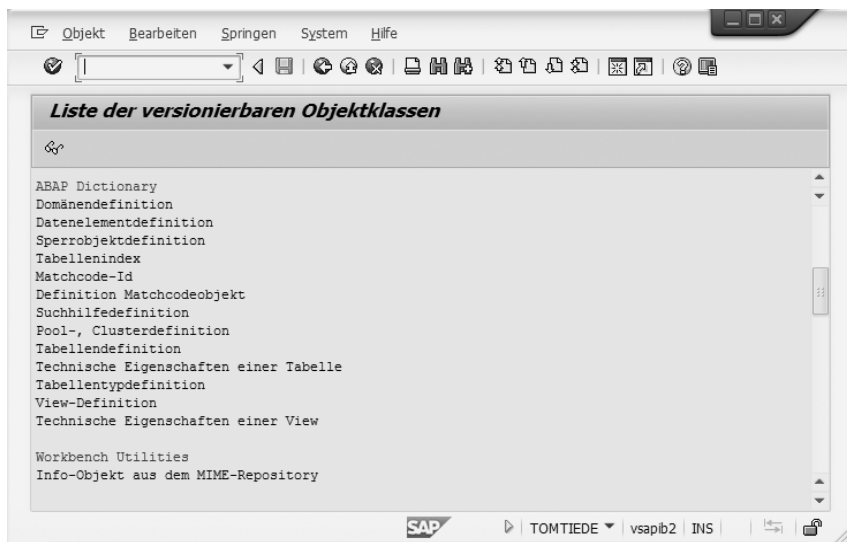 Objekt Bearbeiten Springen System Hilfe
Liste der versionierbaren Objektklassen
ABAP Dictionary
Domänendefinition
Datenelementdefinition
Sperrobjektdefinition
Tabellenindex
Matchcode-Id
Definition Matchcodeobjekt
Suchhilfedefinition
Pool-, Clusterdefinition
Tabellendefinition
Technische Eigenschaften einer Tabelle
Tabellentypdefinition
View-Definition
Technische Eigenschaften einer View
Workbench Utilities
Info-Objekt aus dem MIME-Repository
SAP TOMTIEDE vsapib2 INS